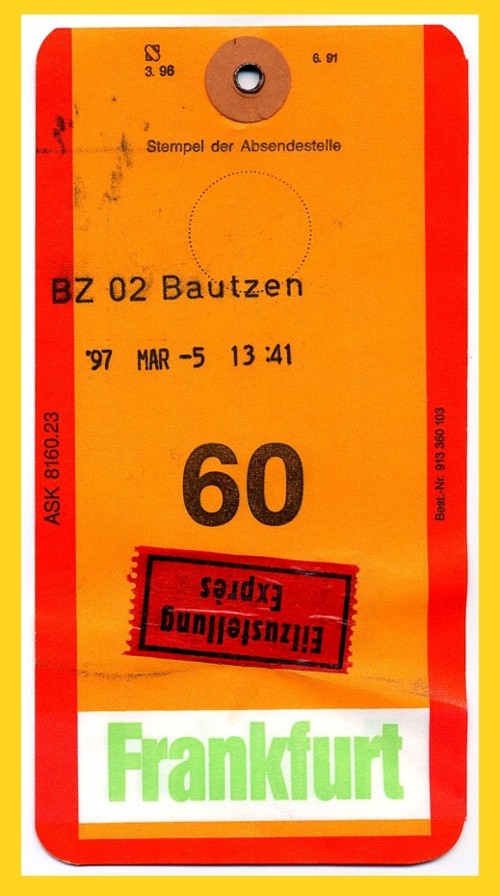 3. 96
6. 91
Stempel der Absendestelle
BZ 02 Bautzen
'97 MAR -5 13:41
ASK 8160.23
Best.-Nr. 913 360 103
60
Eilzustellung
Exprès
Frankfurt